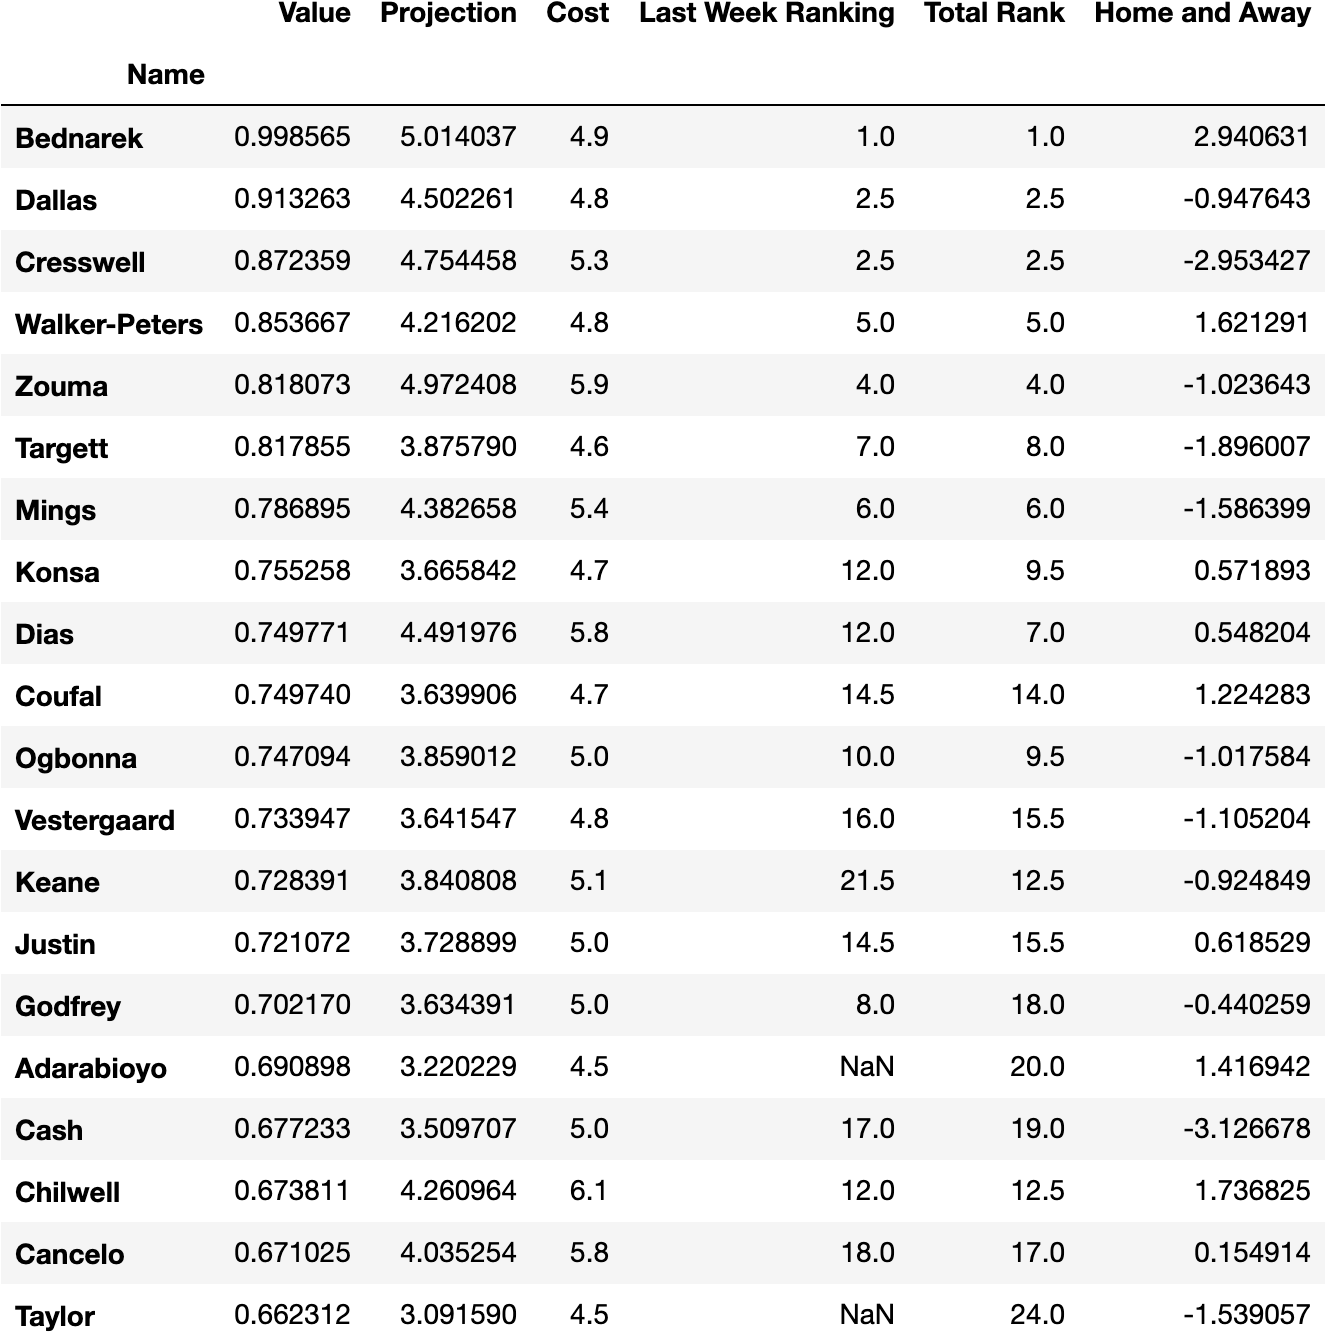 Value Projection Cost Last Week Ranking Total Rank Home and Away
Name
Bednarek 0.998565 5.014037 4.9 1.0 1.0 2.940631
Dallas 0.913263 4.502261 4.8 2.5 2.5 -0.947643
Cresswell 0.872359 4.754458 5.3 2.5 2.5 -2.953427
Walker-Peters 0.853667 4.216202 4.8 5.0 5.0 1.621291
Zouma 0.818073 4.972408 5.9 4.0 4.0 -1.023643
Targett 0.817855 3.875790 4.6 7.0 8.0 -1.896007
Mings 0.786895 4.382658 5.4 6.0 6.0 -1.586399
Konsa 0.755258 3.665842 4.7 12.0 9.5 0.571893
Dias 0.749771 4.491976 5.8 12.0 7.0 0.548204
Coufal 0.749740 3.639906 4.7 14.5 14.0 1.224283
Ogbonna 0.747094 3.859012 5.0 10.0 9.5 -1.017584
Vestergaard 0.733947 3.641547 4.8 16.0 15.5 -1.105204
Keane 0.728391 3.840808 5.1 21.5 12.5 -0.924849
Justin 0.721072 3.728899 5.0 14.5 15.5 0.618529
Godfrey 0.702170 3.634391 5.0 8.0 18.0 -0.440259
Adarabioyo 0.690898 3.220229 4.5 NaN 20.0 1.416942
Cash 0.677233 3.509707 5.0 17.0 19.0 -3.126678
Chilwell 0.673811 4.260964 6.1 12.0 12.5 1.736825
Cancelo 0.671025 4.035254 5.8 18.0 17.0 0.154914
Taylor 0.662312 3.091590 4.5 NaN 24.0 -1.539057